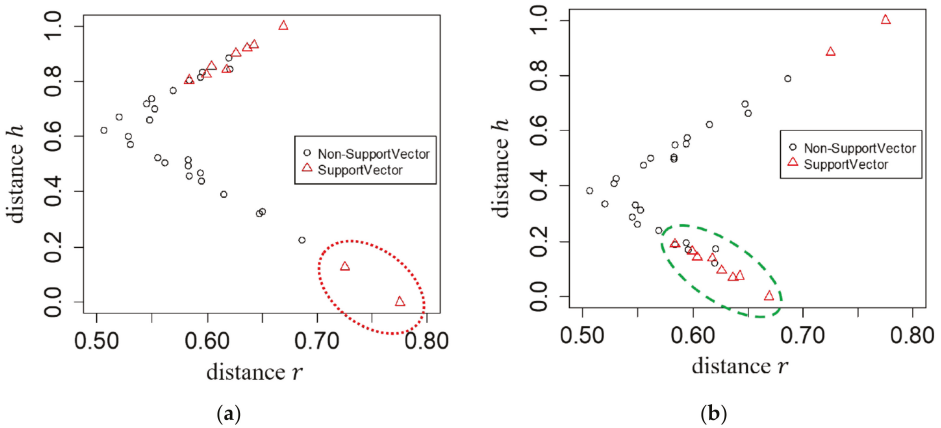 distance h
1.0
0.8
0.6
0.4
0.2
0.0
Non-SupportVector
SupportVector
0.50 0.60 0.70 0.80
distance r
(a)
distance h
1.0
0.8
0.6
0.4
0.2
0.0
Non-SupportVector
SupportVector
0.50 0.60 0.70 0.80
distance r
(b)